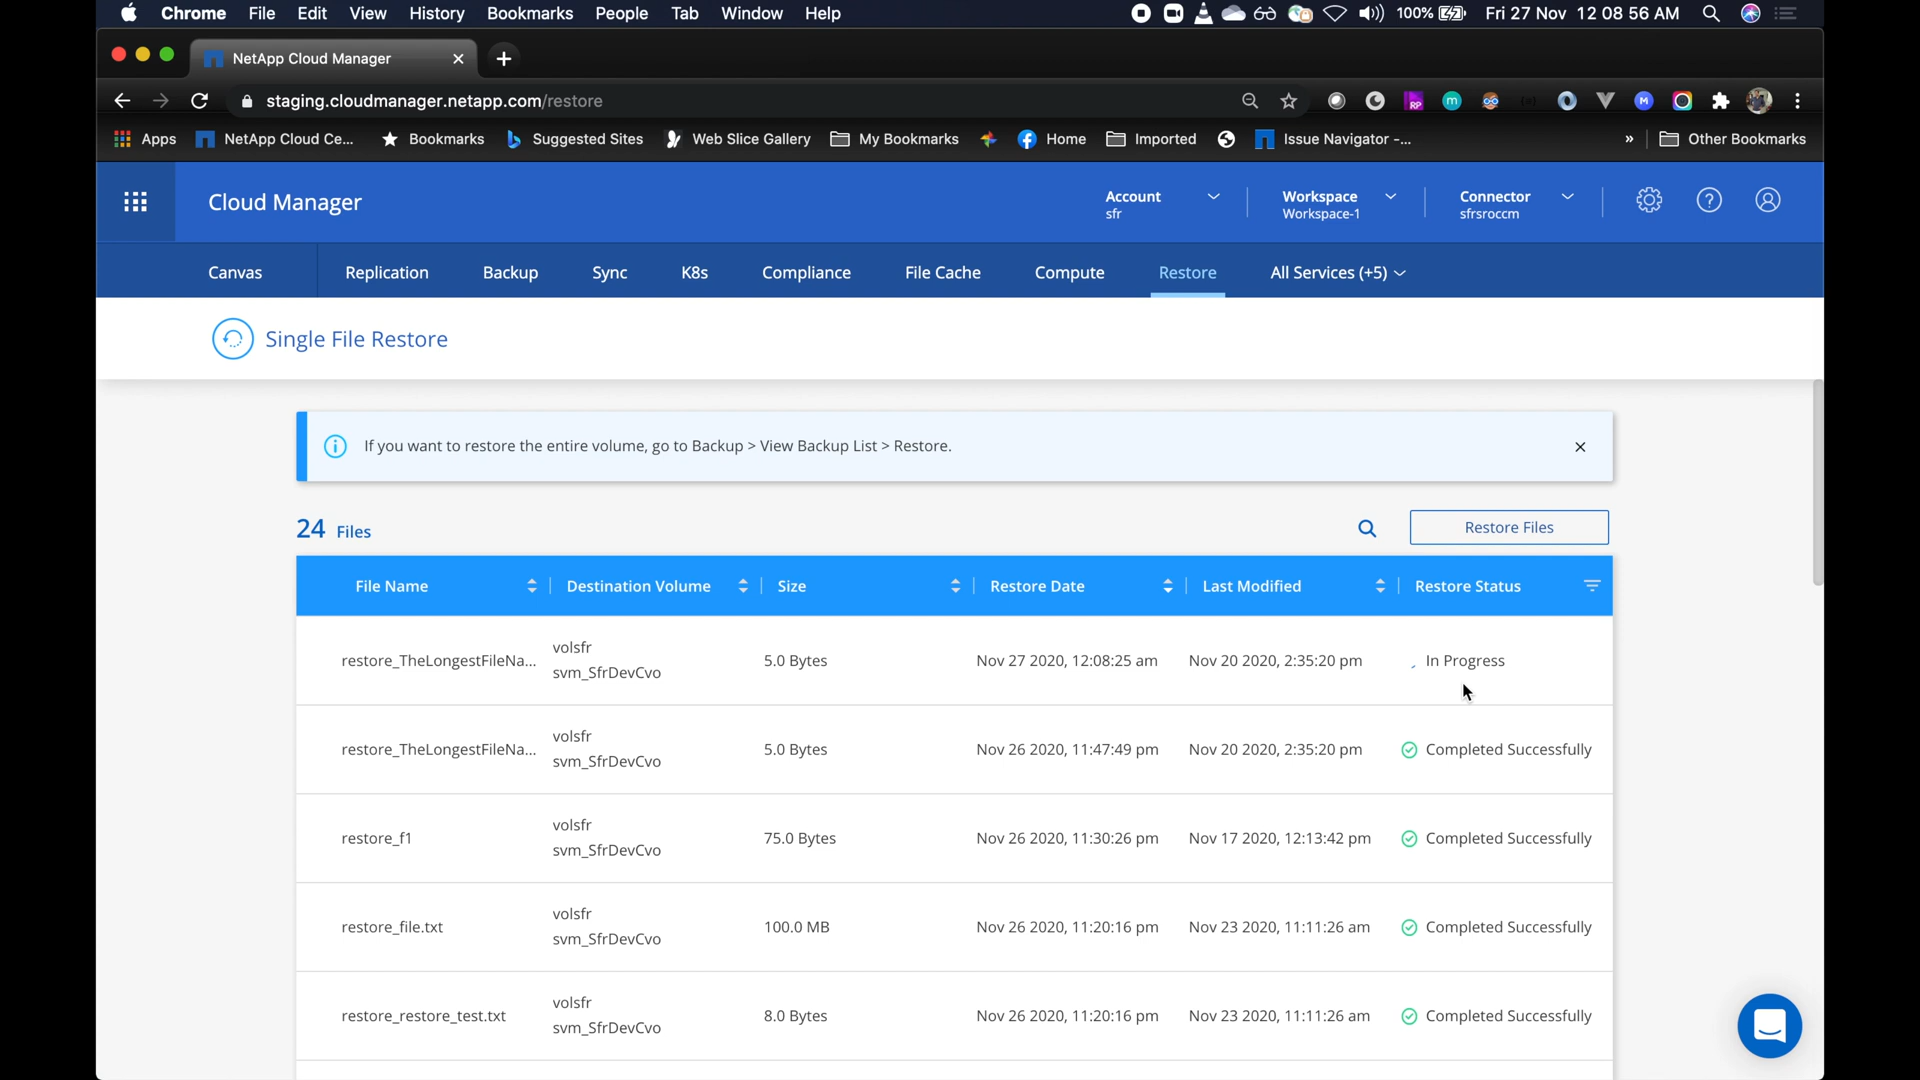 Chrome File Edit View History Bookmarks People Tab Window Help 100% Fri 27 Nov 12 08 56 AM
NetApp Cloud Manager
staging.cloudmanager.netapp.com/restore
Apps NetApp Cloud Ce... Bookmarks Suggested Sites Web Slice Gallery My Bookmarks Home Imported Issue Navigator -... » Other Bookmarks
Cloud Manager
Account
sfr
Workspace
Workspace-1
Connector
sfrsroccm
Canvas Replication Backup Sync K8s Compliance File Cache Compute Restore All Services (+5)
Single File Restore
If you want to restore the entire volume, go to Backup > View Backup List > Restore.
24 Files
Restore Files
File Name Destination Volume Size Restore Date Last Modified Restore Status
restore_TheLongestFileNa... volsfr 5.0 Bytes Nov 27 2020, 12:08:25 am Nov 20 2020, 2:35:20 pm In Progress
svm_SfrDevCvo
restore_TheLongestFileNa... volsfr 5.0 Bytes Nov 26 2020, 11:47:49 pm Nov 20 2020, 2:35:20 pm Completed Successfully
svm_SfrDevCvo
restore_f1 volsfr 75.0 Bytes Nov 26 2020, 11:30:26 pm Nov 17 2020, 12:13:42 pm Completed Successfully
svm_SfrDevCvo
restore_file.txt volsfr 100.0 MB Nov 26 2020, 11:20:16 pm Nov 23 2020, 11:11:26 am Completed Successfully
svm_SfrDevCvo
restore_restore_test.txt volsfr 8.0 Bytes Nov 26 2020, 11:20:16 pm Nov 23 2020, 11:11:26 am Completed Successfully
svm_SfrDevCvo